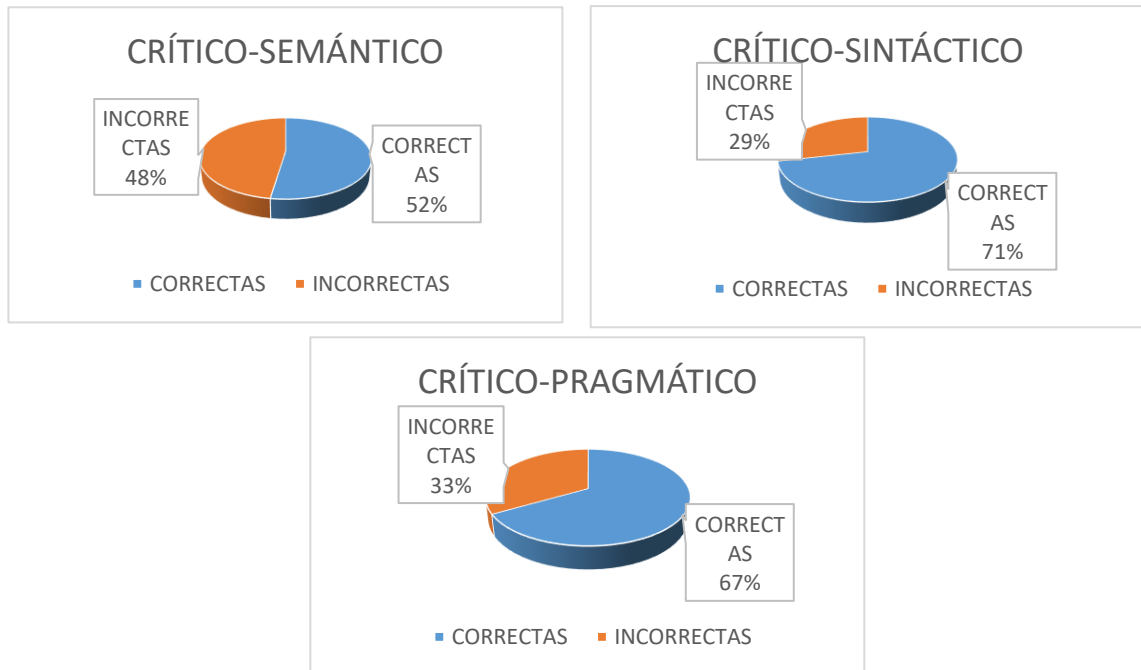 CRÍTICO-SEMÁNTICO
INCORRE
CTAS
48%
CORRECT
AS
52%
CORRECTAS INCORRECTAS
CRÍTICO-SINTÁCTICO
INCORRE
CTAS
29%
CORRECT
AS
71%
CORRECTAS INCORRECTAS
CRÍTICO-PRAGMÁTICO
INCORRE
CTAS
33%
CORRECT
AS
67%
CORRECTAS INCORRECTAS